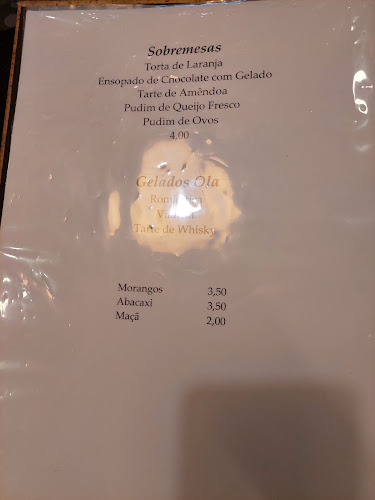 Sobremesas
Torta de Laranja
Ensopado de Chocolate com Gelado
Tarte de Amêndoa
Pudim de Queijo Fresco
Pudim de Ovos
4,00
Gelados Ola
Tarte de Whisky
Morangos 3,50
Abacaxi 3,50
Maçã 2,00